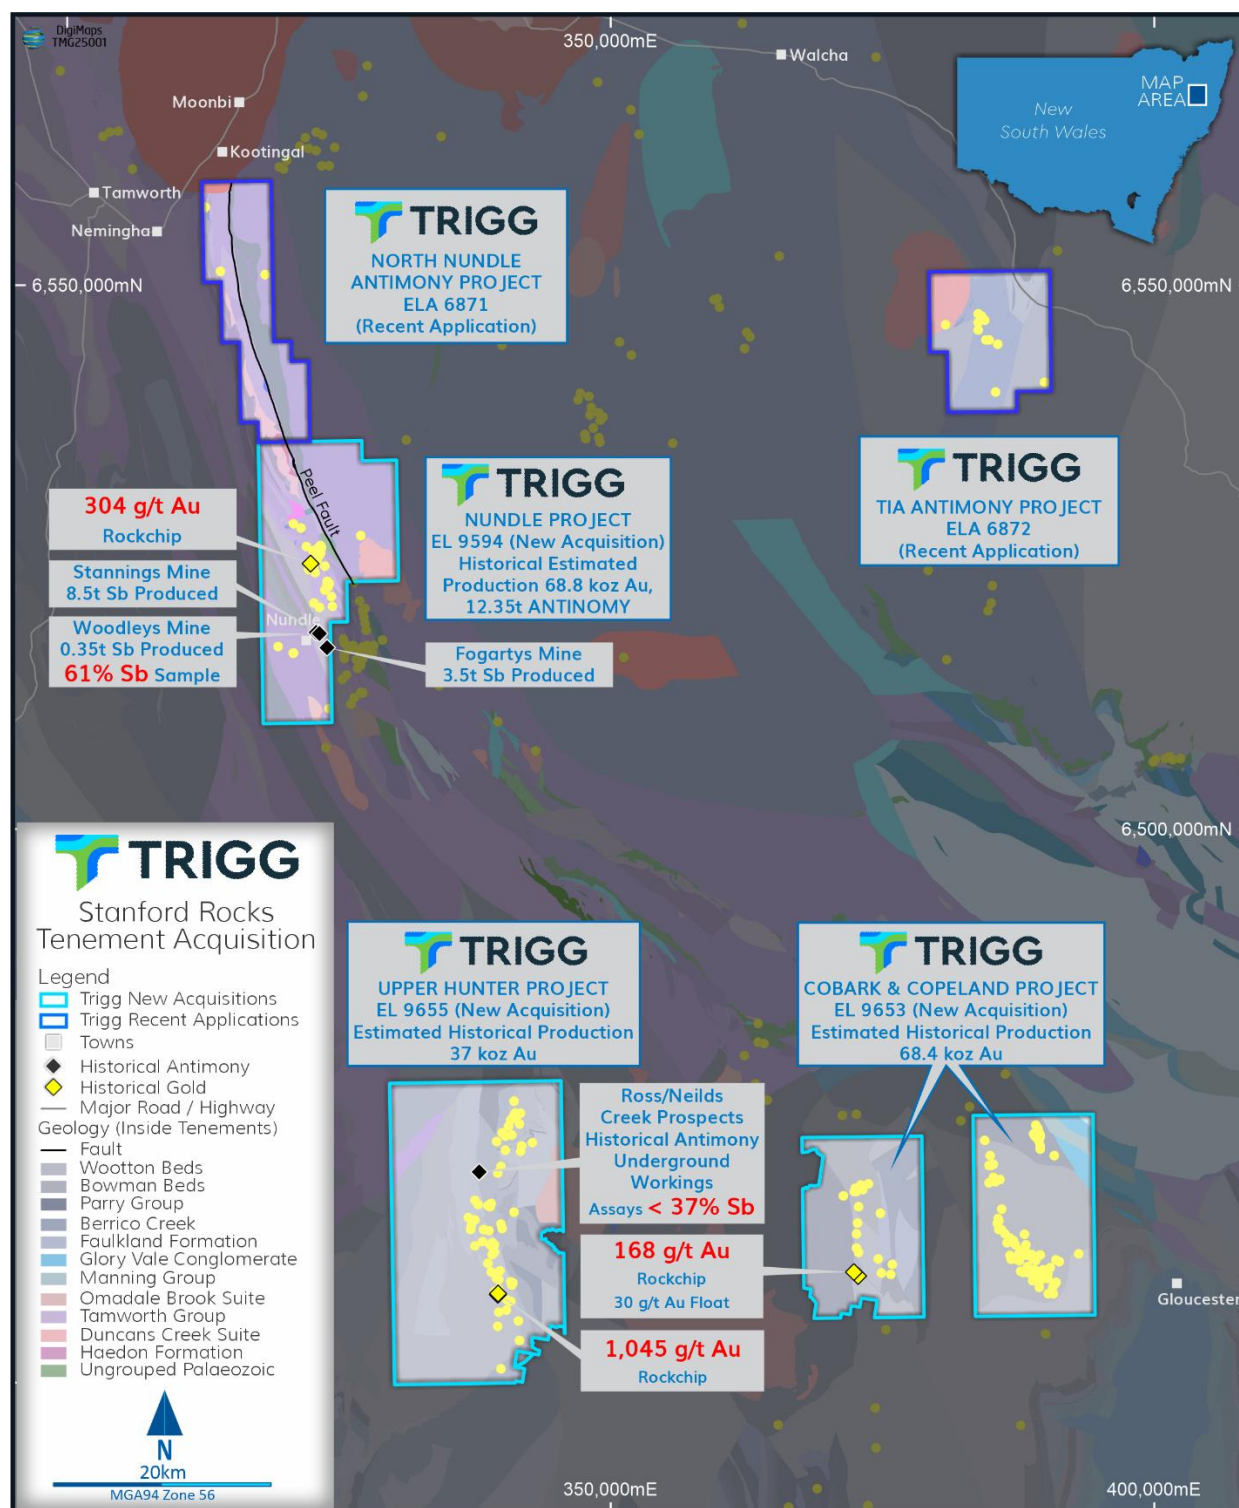 DigiMaps
TMG25001
350,000mE
Walcha
MAP
AREA
New
South Wales
Moonbi
Kootingal
Tamworth
Nemingha
TRIGG
NORTH NUNDLE
ANTIMONY PROJECT
ELA 6871
(Recent Application)
6,550,000mN
6,550,000mN
TRIGG
TIA ANTIMONY PROJECT
ELA 6872
(Recent Application)
Peel Fault
TRIGG
NUNDLE PROJECT
EL 9594 (New Acquisition)
Historical Estimated
Production 68.8 koz Au,
12.35t ANTINOMY
304 g/t Au
Rockchip
Stannings Mine
8.5t Sb Produced
Woodleys Mine
0.35t Sb Produced
61% Sb Sample
Nundle
Fogartys Mine
3.5t Sb Produced
6,500,000mN
TRIGG
Stanford Rocks
Tenement Acquisition
Legend
Trigg New Acquisitions
Trigg Recent Applications
Towns
Historical Antimony
Historical Gold
Major Road / Highway
Geology (Inside Tenements)
Fault
Wootton Beds
Bowman Beds
Parry Group
Berrico Creek
Faulkland Formation
Glory Vale Conglomerate
Manning Group
Omadale Brook Suite
Tamworth Group
Duncans Creek Suite
Haedon Formation
Ungrouped Palaeozoic
N
20km
MGA94 Zone 56
TRIGG
UPPER HUNTER PROJECT
EL 9655 (New Acquisition)
Estimated Historical Production
37 koz Au
TRIGG
COBARK & COPELAND PROJECT
EL 9653 (New Acquisition)
Estimated Historical Production
68.4 koz Au
Ross/Neilds
Creek Prospects
Historical Antimony
Underground
Workings
Assays < 37% Sb
168 g/t Au
Rockchip
30 g/t Au Float
1,045 g/t Au
Rockchip
Gloucester
350,000mE
400,000mE